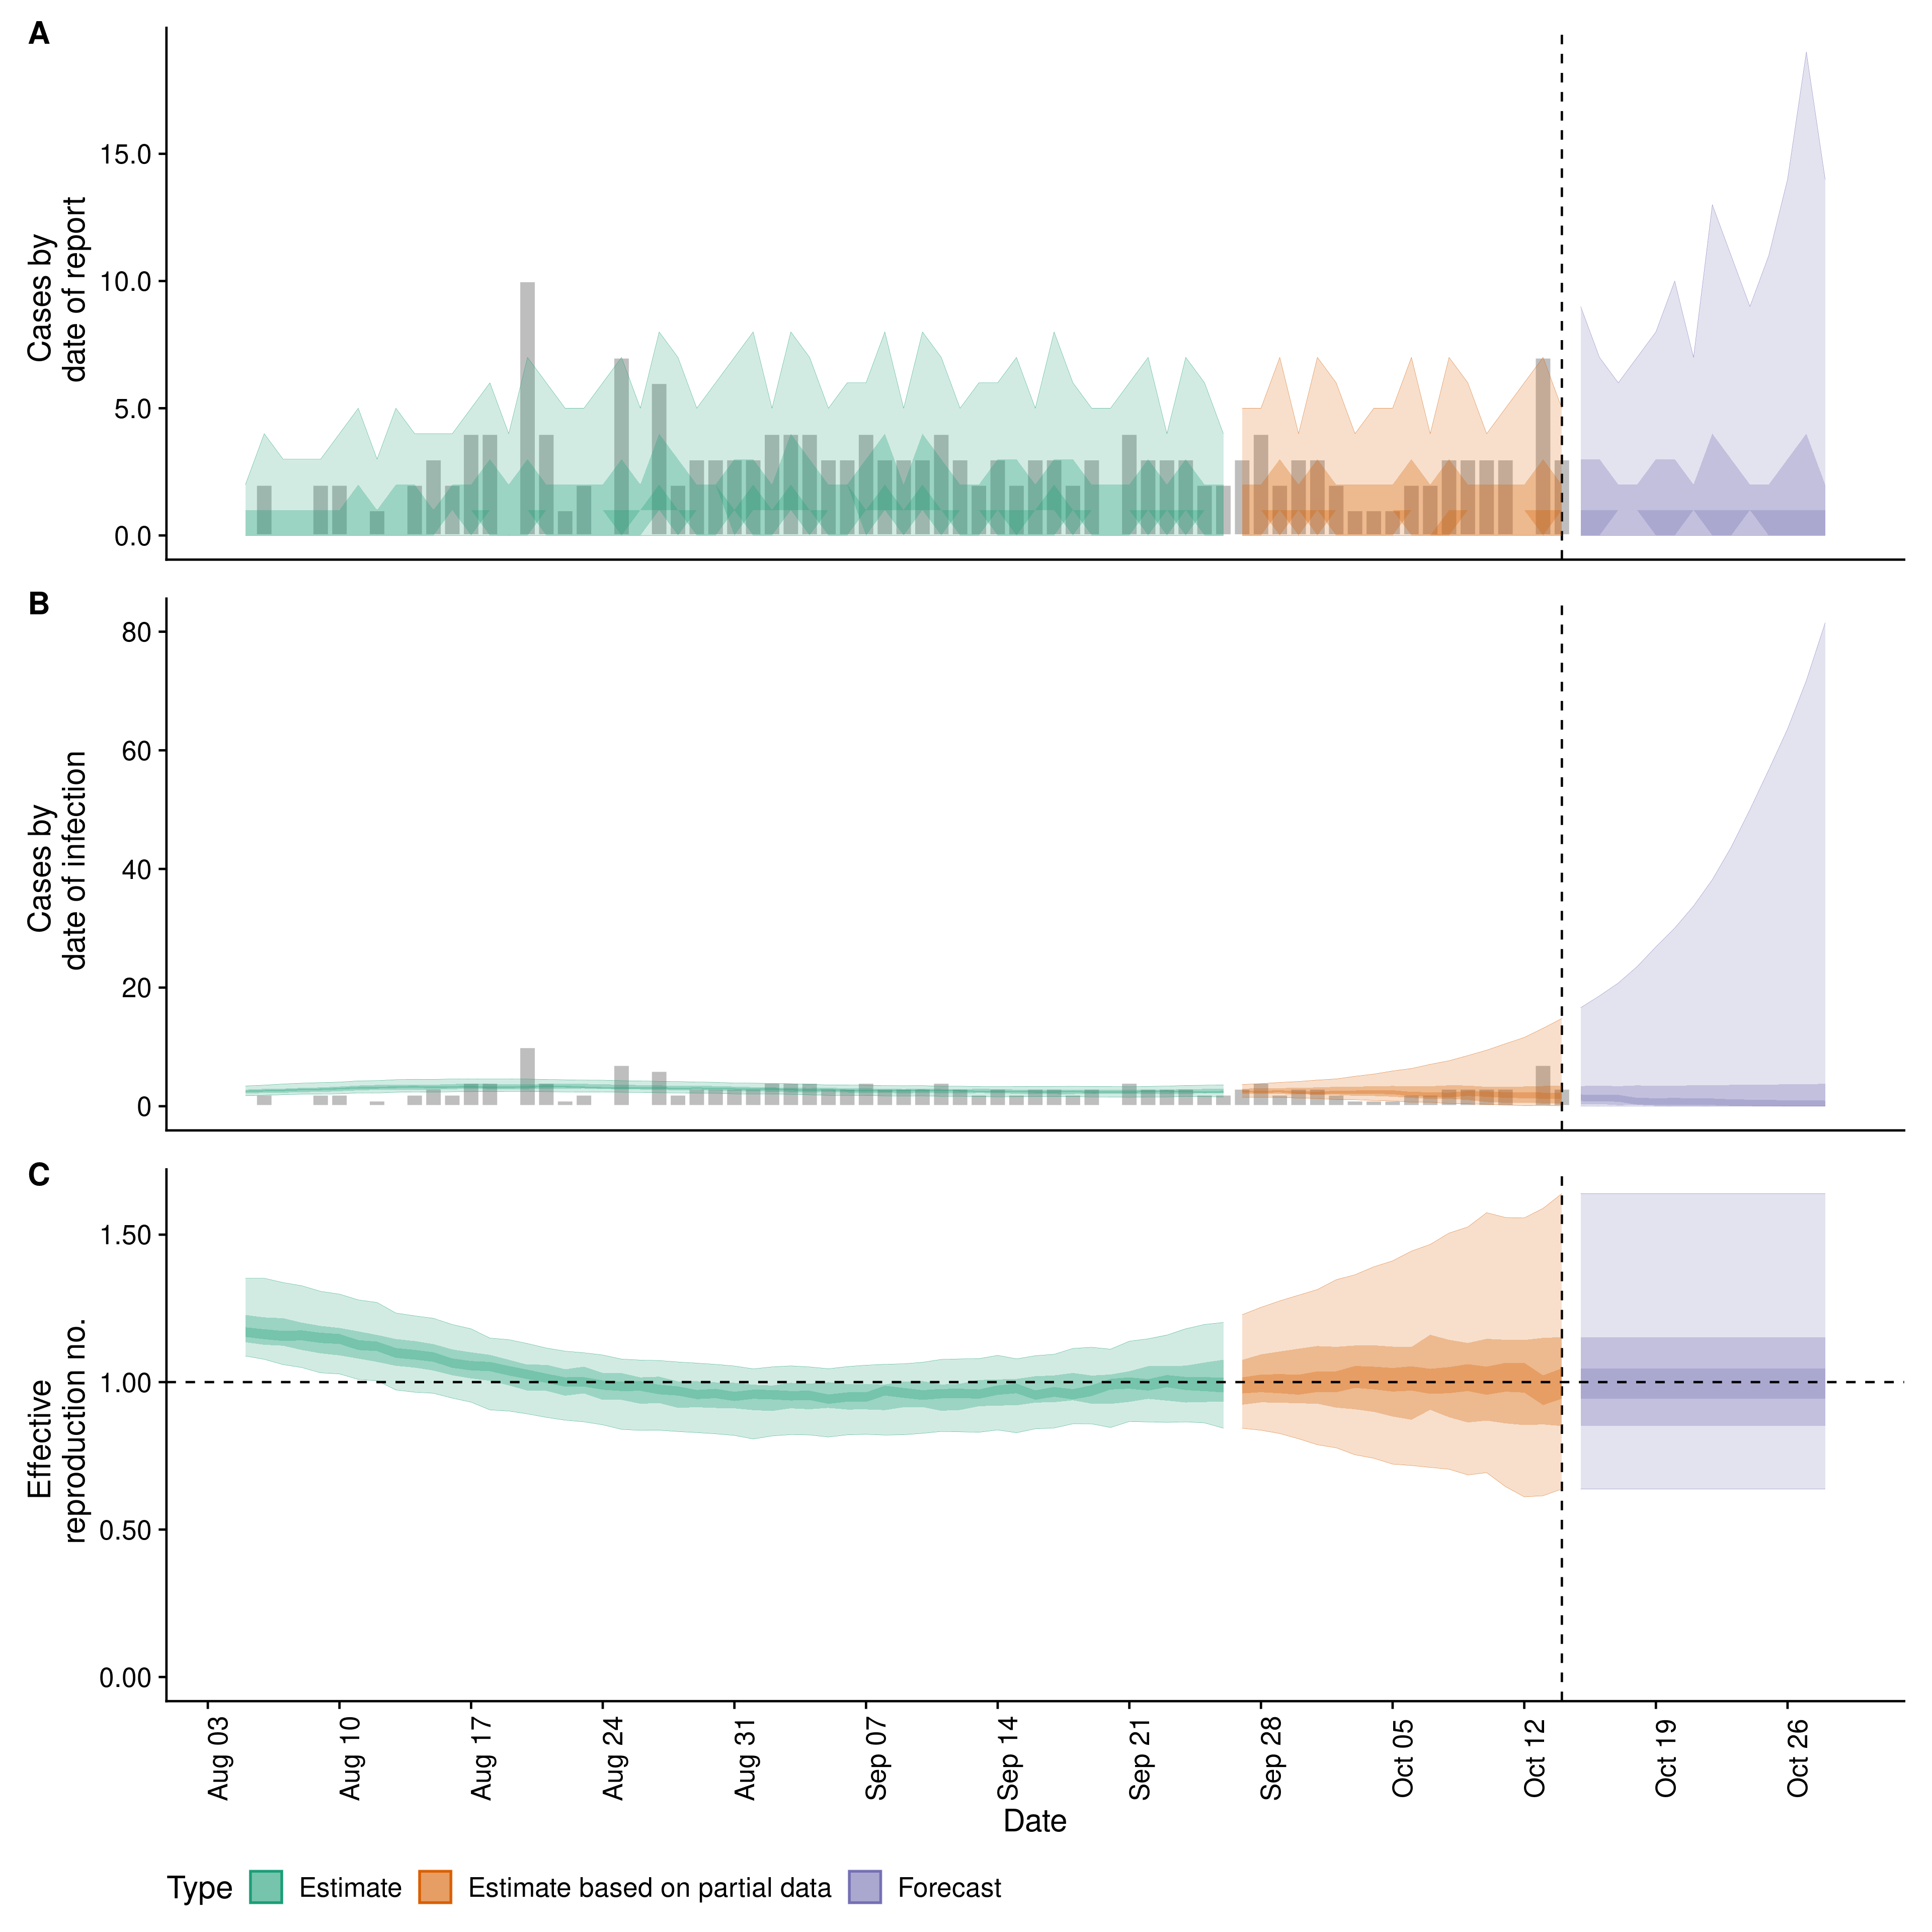 A
Cases by
date of report
15.0
10.0
5.0
0.0
B
Cases by
date of infection
80
60
40
20
0
C
Effective
reproduction no.
1.50
1.00
0.50
0.00
Aug 03
Aug 10
Aug 17
Aug 24
Aug 31
Sep 07
Sep 14
Sep 21
Sep 28
Oct 05
Oct 12
Oct 19
Oct 26
Date
Type Estimate Estimate based on partial data Forecast